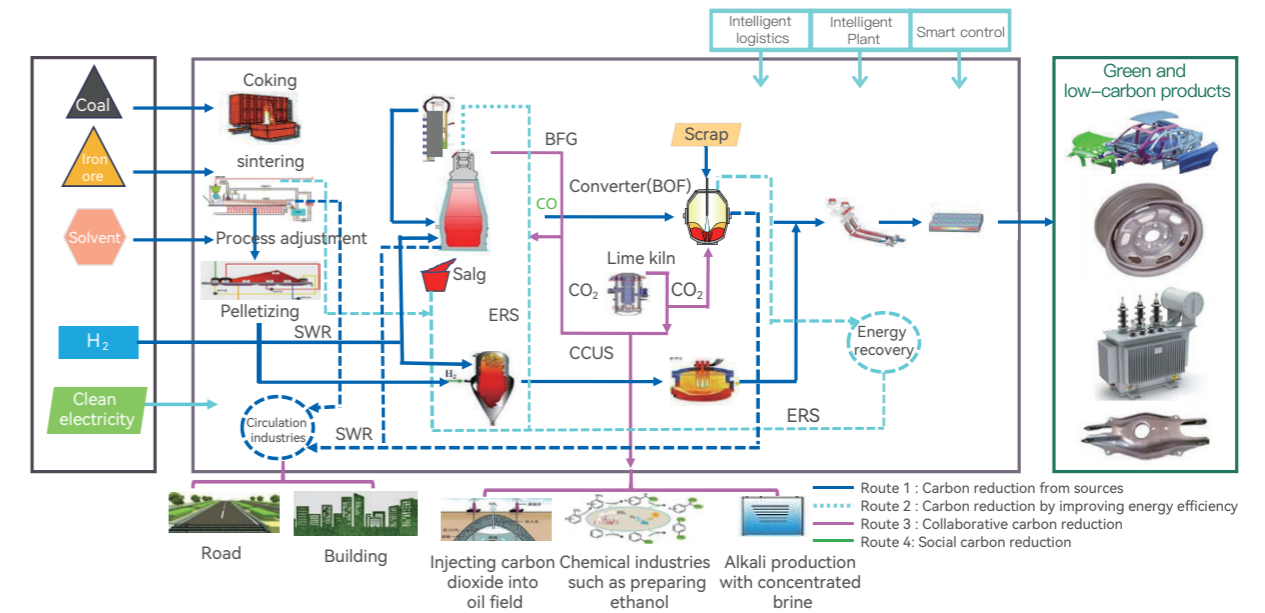 Intelligent
logistics
Intelligent
Plant
Smart control
Coal
Iron
ore
Solvent
H₂
Clean
electricity
Coking
sintering
Process adjustment
Pelletizing
SWR
Circulation
industries
SWR
BFG
CO
Salg
ERS
H₂
Scrap
Converter(BOF)
Lime kiln
CO₂
CO₂
CCUS
Energy
recovery
ERS
Green and
low-carbon products
Road
Building
Injecting carbon
dioxide into
oil field
Chemical industries
such as preparing
ethanol
Alkali production
with concentrated
brine
Route 1 : Carbon reduction from sources
Route 2 : Carbon reduction by improving energy efficiency
Route 3 : Collaborative carbon reduction
Route 4: Social carbon reduction